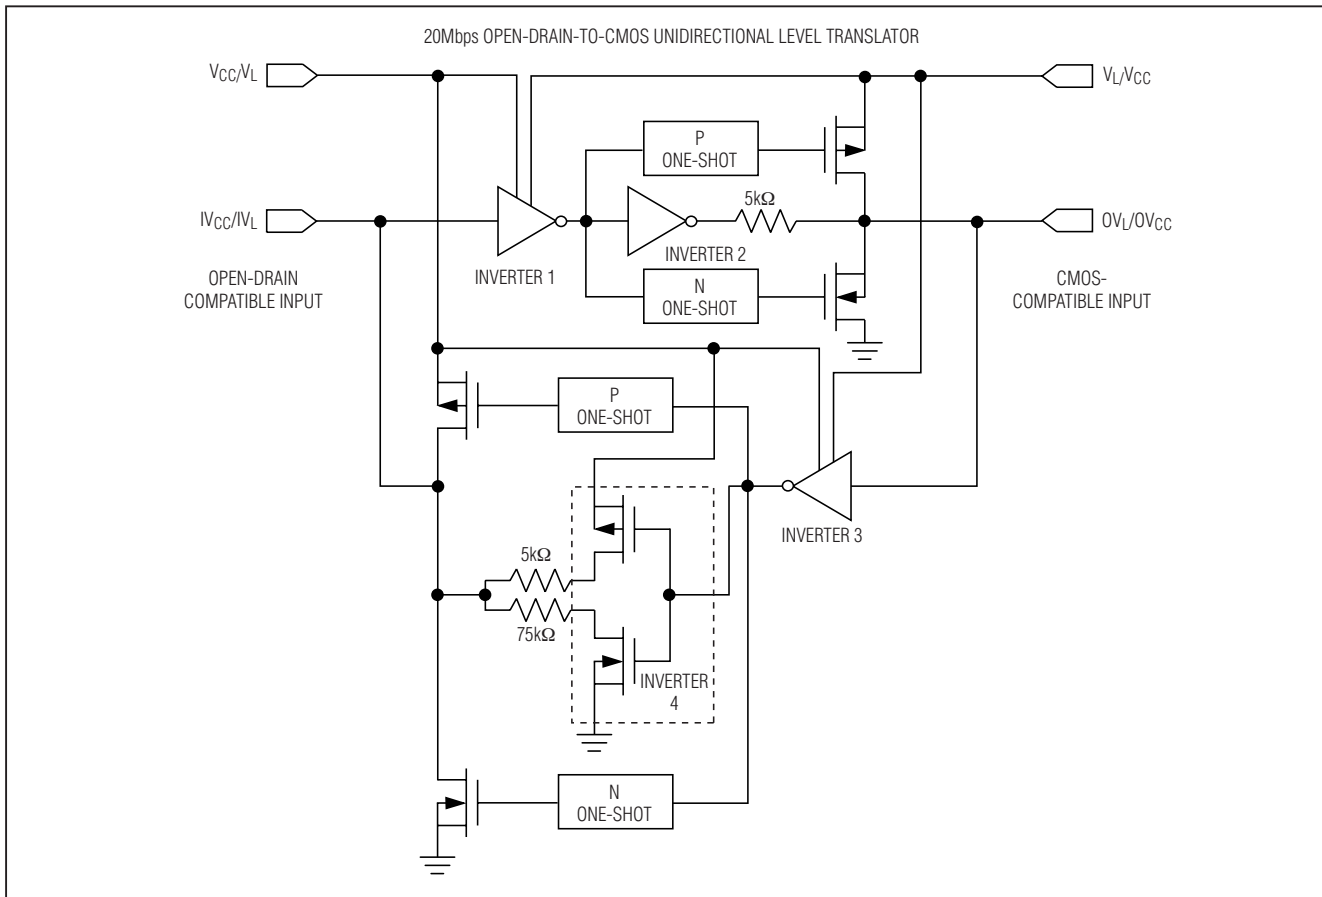 20Mbps OPEN-DRAIN-TO-CMOS UNIDIRECTIONAL LEVEL TRANSLATOR
VCC/VL
VL/VCC
P
ONE-SHOT
5kΩ
IVCC/IVL
OVL/OVCC
INVERTER 2
INVERTER 1
OPEN-DRAIN
COMPATIBLE INPUT
N
ONE-SHOT
CMOS-
COMPATIBLE INPUT
P
ONE-SHOT
INVERTER 3
5kΩ
75kΩ
INVERTER
4
N
ONE-SHOT